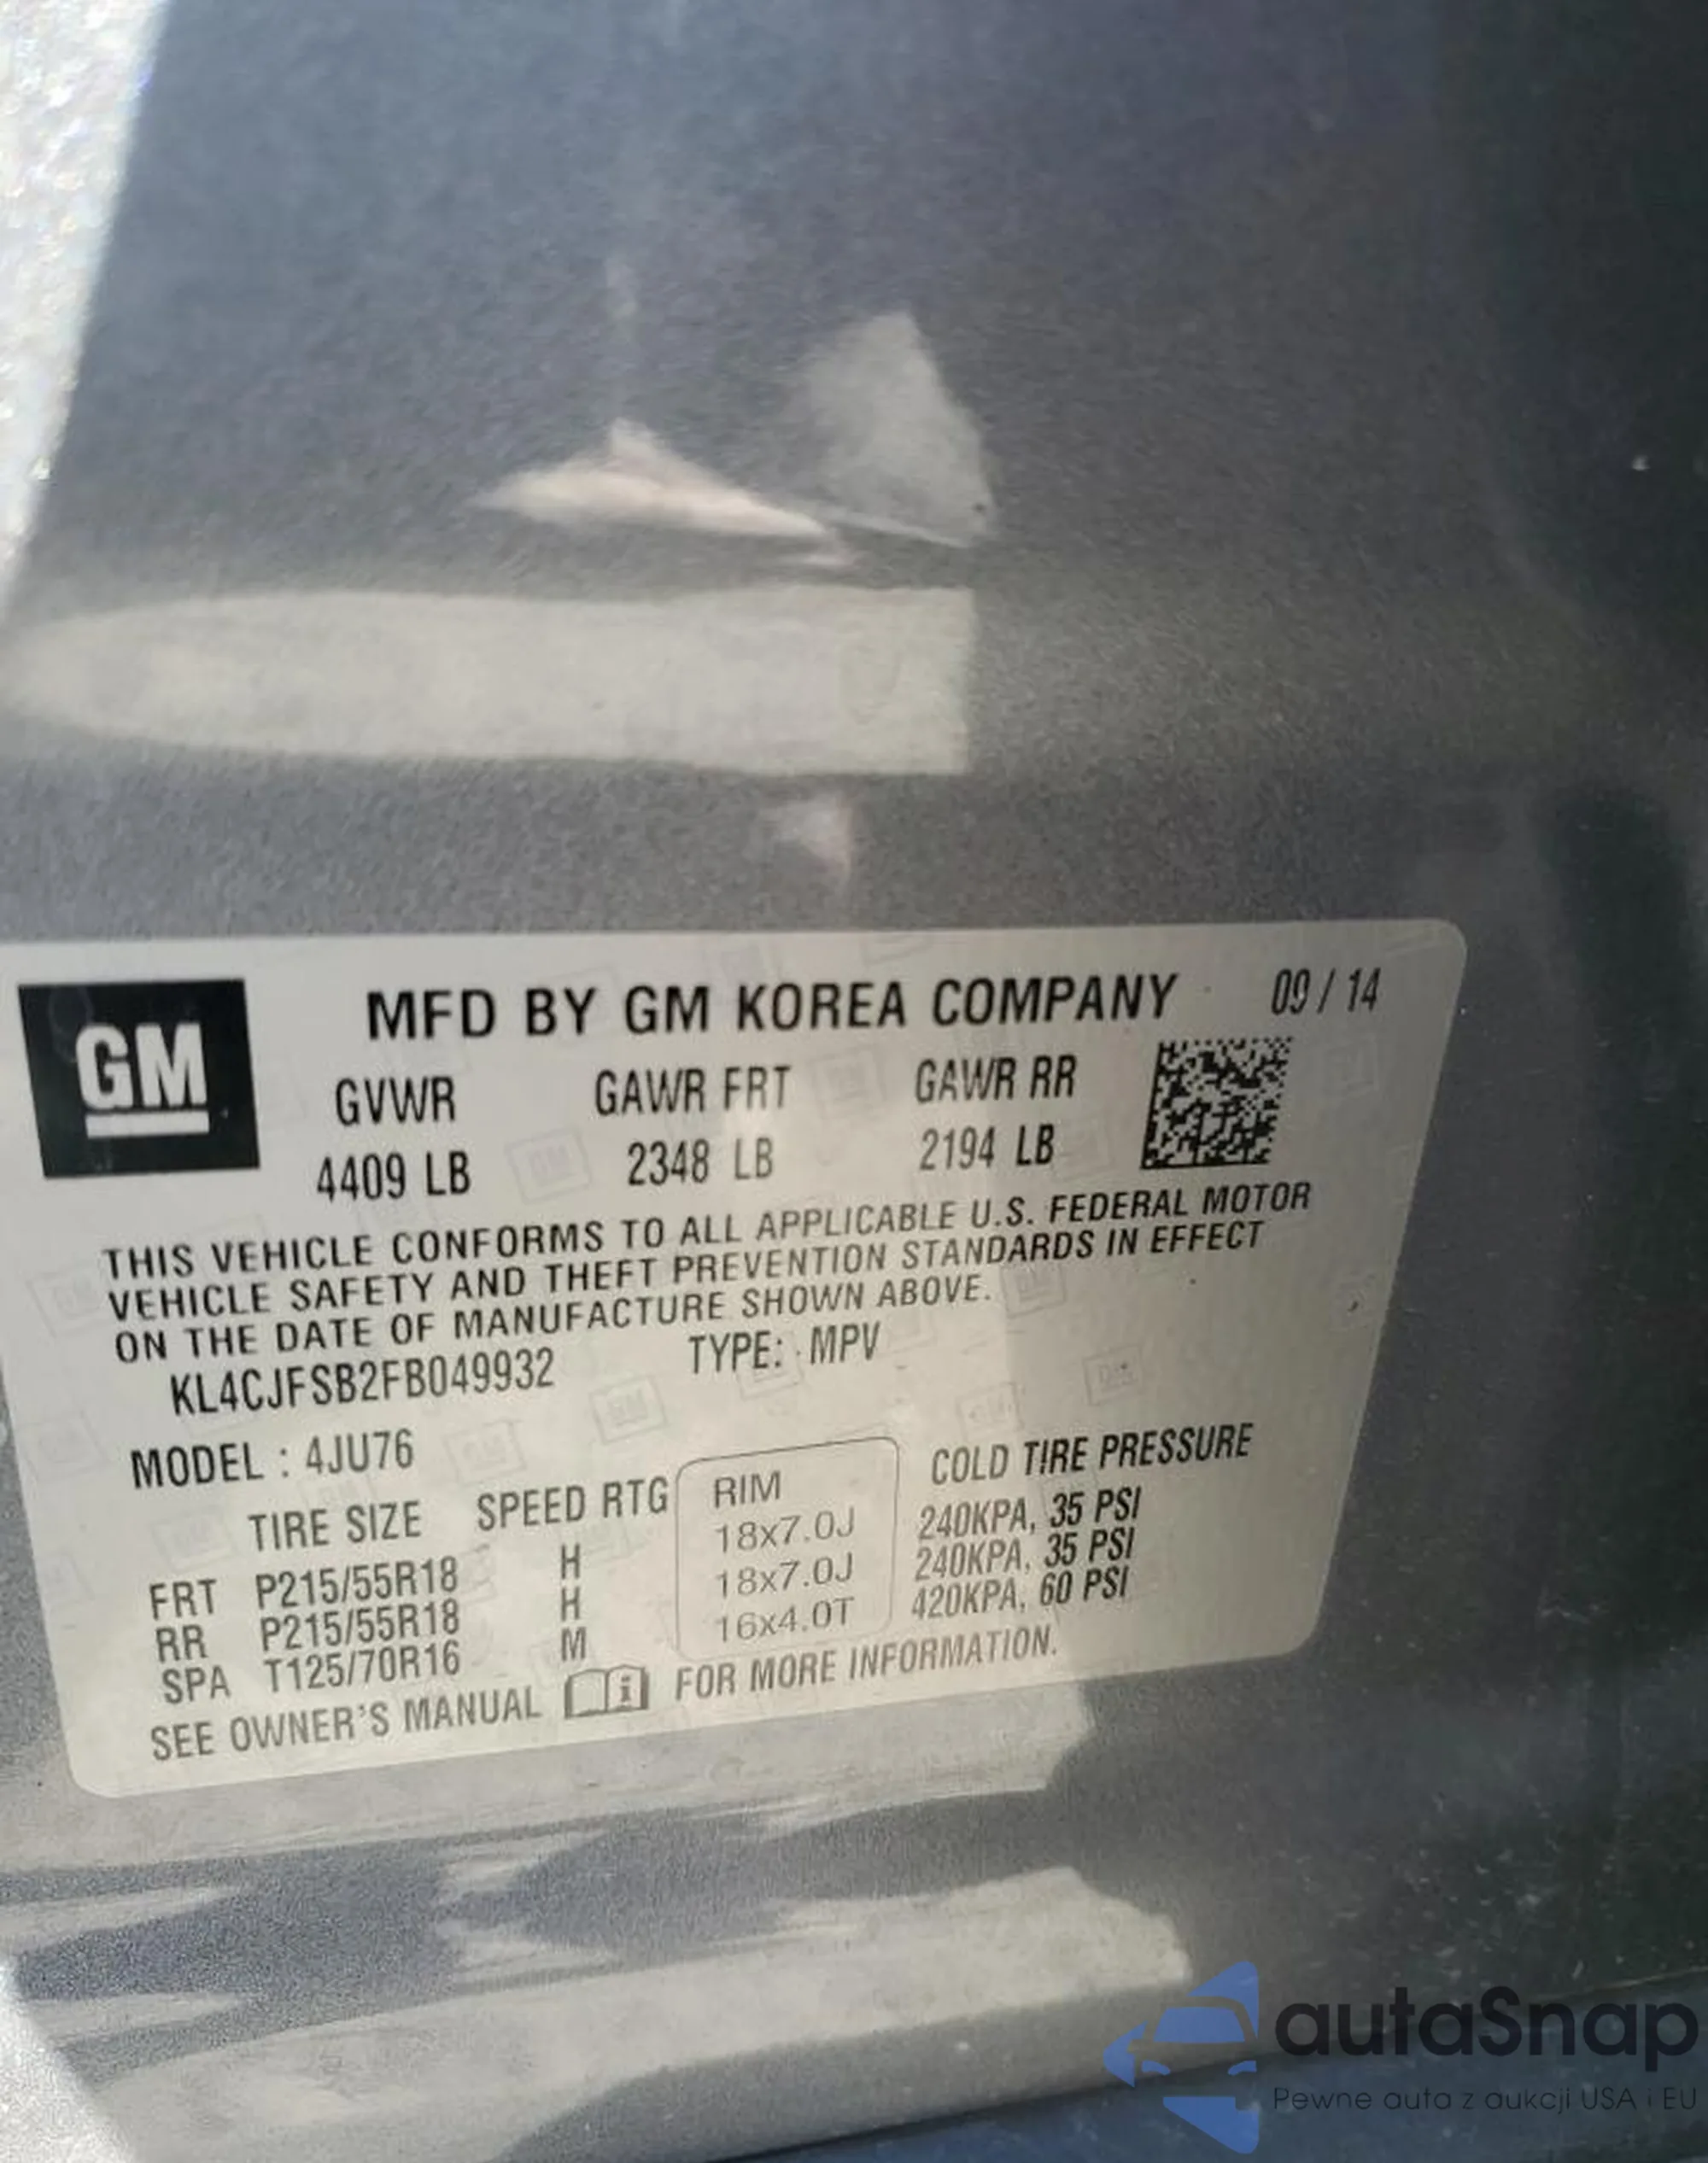 GM
MFD BY GM KOREA COMPANY 09 / 14
GVWR GAWR FRT GAWR RR
4409 LB 2348 LB 2194 LB
THIS VEHICLE CONFORMS TO ALL APPLICABLE U.S. FEDERAL MOTOR
VEHICLE SAFETY AND THEFT PREVENTION STANDARDS IN EFFECT
ON THE DATE OF MANUFACTURE SHOWN ABOVE.
KL4CJFSB2FB049932 TYPE: MPV
MODEL : 4JU76
TIRE SIZE SPEED RTG RIM COLD TIRE PRESSURE
FRT P215/55R18 H 18x7.0J 240KPA, 35 PSI
RR P215/55R18 H 18x7.0J 240KPA, 35 PSI
SPA T125/70R16 M 16x4.0T 420KPA, 60 PSI
SEE OWNER'S MANUAL FOR MORE INFORMATION.
autaSnap
Pewne auta z aukcji USA i EU